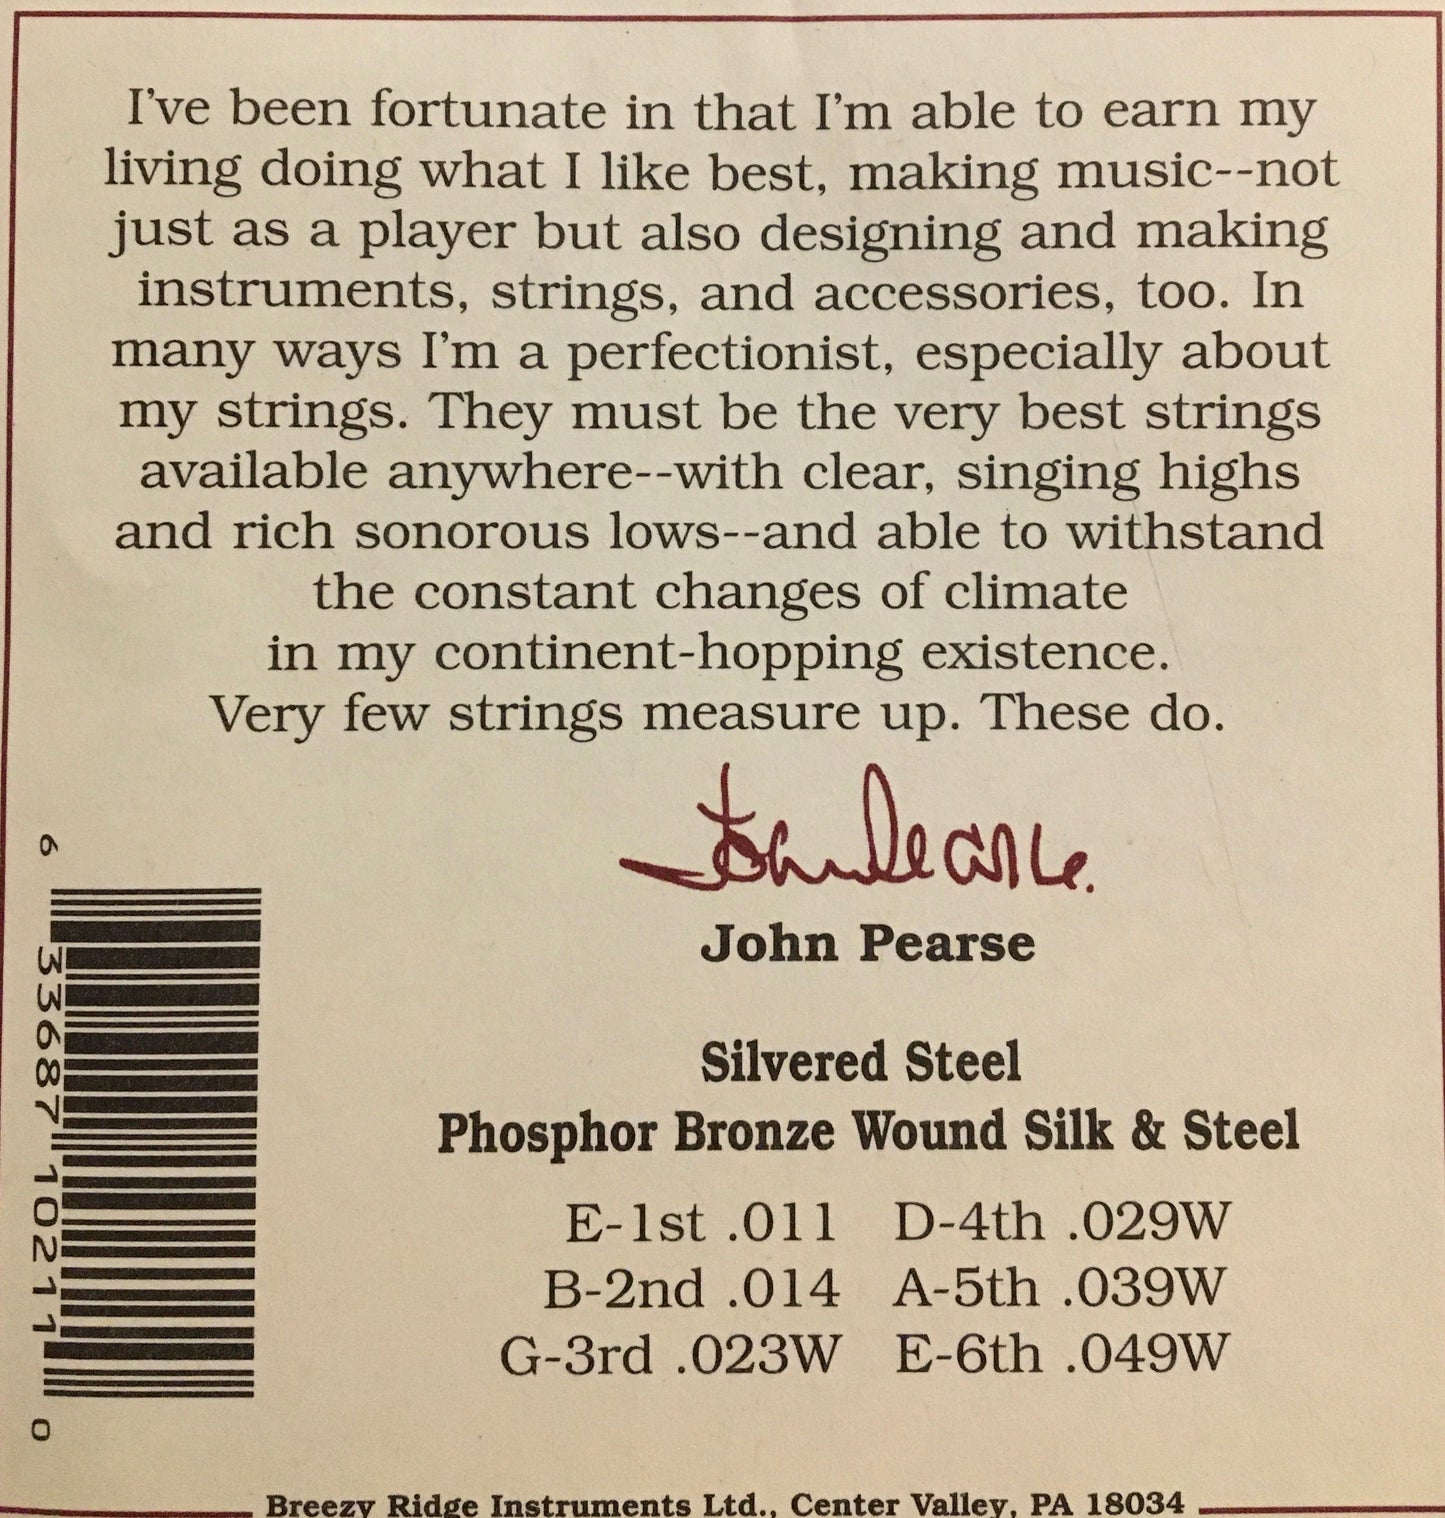 I've been fortunate in that I'm able to earn my
living doing what I like best, making music--not
just as a player but also designing and making
instruments, strings, and accessories, too. In
many ways I'm a perfectionist, especially about
my strings. They must be the very best strings
available anywhere--with clear, singing highs
and rich sonorous lows--and able to withstand
the constant changes of climate
in my continent-hopping existence.
Very few strings measure up. These do.
John Pearse.
John Pearse
Silvered Steel
Phosphor Bronze Wound Silk & Steel
E-1st .011 D-4th .029W
B-2nd .014 A-5th .039W
G-3rd .023W E-6th .049W
6 33687 10211 0
Breezy Ridge Instruments Ltd., Center Valley, PA 18034